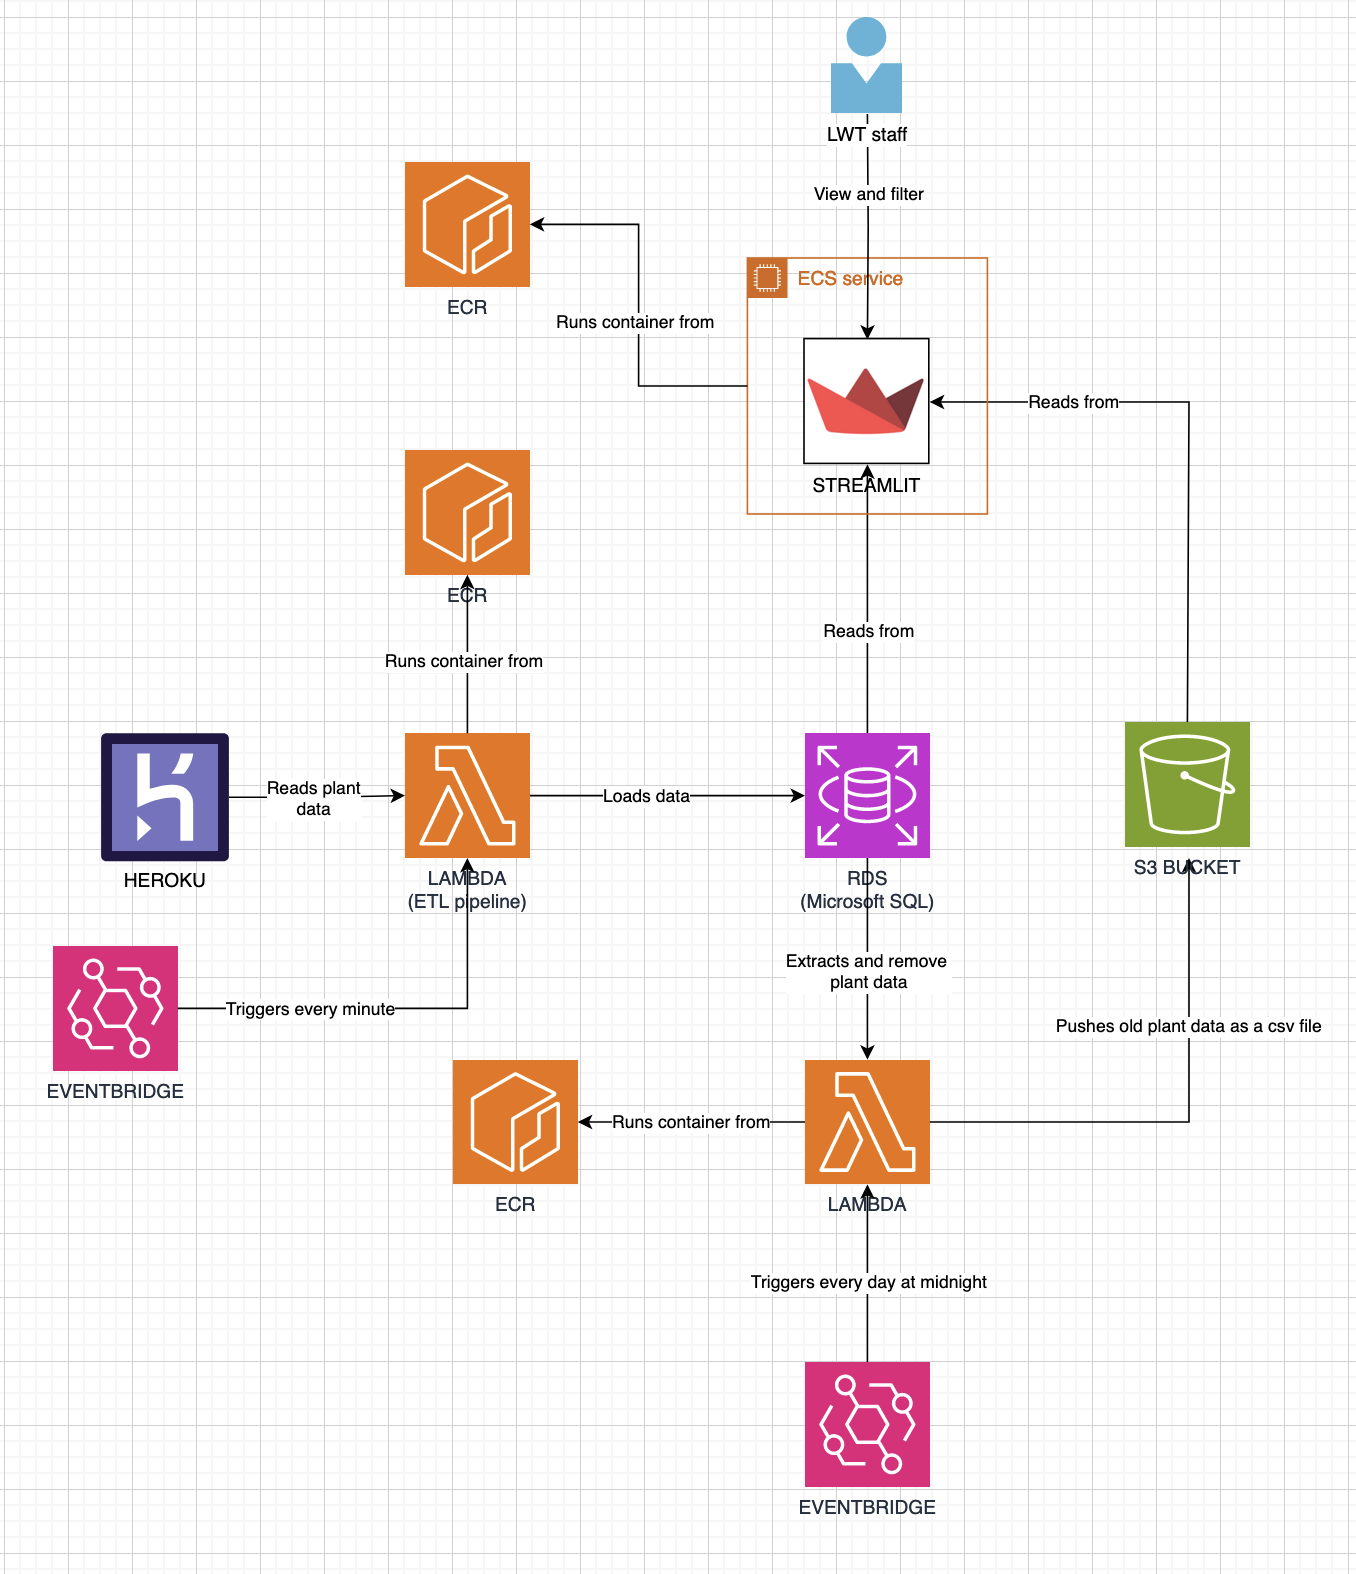 LWT staff
View and filter
ECS service
ECR
Runs container from
Reads from
STREAMLIT
ECR
Reads from
Runs container from
Reads plant
data
Loads data
HEROKU
LAMBDA
(ETL pipeline)
RDS
(Microsoft SQL)
S3 BUCKET
Extracts and remove
plant data
Triggers every minute
Pushes old plant data as a csv file
EVENTBRIDGE
Runs container from
ECR
LAMBDA
Triggers every day at midnight
EVENTBRIDGE